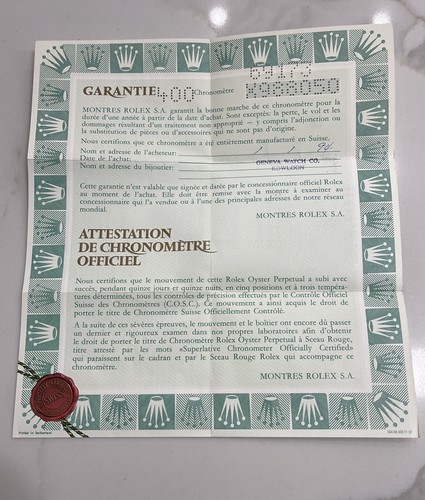 69173
GARANTIE 400 Chronomètre W988050
MONTRES ROLEX S.A. garantit la bonne marche de ce chronomètre pour la
durée d'une année à partir de la date d'achat. Sont exceptés: la perte, le vol et les
dommages résultant d'un traitement non approprié – y compris l'adjonction ou
la substitution de pièces ou d'accessoires qui ne sont pas d'origine.
Nous certifions que ce chronomètre a été entièrement manufacturé en Suisse.
Nom et adresse de l'acheteur:
Date de l'achat: 1 1 94
Nom et adresse du bijoutier: GENEVA WATCH CO.
KOWLOON
Cette garantie n'est valable que signée et datée par le concessionnaire officiel Rolex
au moment de l'achat. Elle doit être remise avec la montre à examiner au
concessionnaire qui l'a vendue ou à l'une des principales adresses de notre réseau
mondial.
MONTRES ROLEX S.A.
ATTESTATION
DE CHRONOMÈTRE
OFFICIEL
Nous certifions que le mouvement de cette Rolex Oyster Perpetual a subi avec
succès, pendant quinze jours et quinze nuits, en cinq positions et à trois tempéra-
tures déterminées, tous les contrôles de précision effectués par le Contrôle Officiel
Suisse des Chronomètres (C.O.S.C.). Ce mouvement a ainsi acquis le droit de
porter le titre de Chronomètre Suisse Officiellement Contrôlé.
A la suite de ces sévères épreuves, le mouvement et le boîtier ont encore dû passer
un dernier et rigoureux examen dans nos propres laboratoires afin d'obtenir
le droit de porter le titre de Chronomètre Rolex Oyster Perpetual à Sceau Rouge,
titre attesté par les mots «Superlative Chronometer Officially Certified»
qui paraissent sur le cadran et par le Sceau Rouge Rolex qui accompagne ce
chronomètre.
MONTRES ROLEX S.A.
Printed in Switzerland